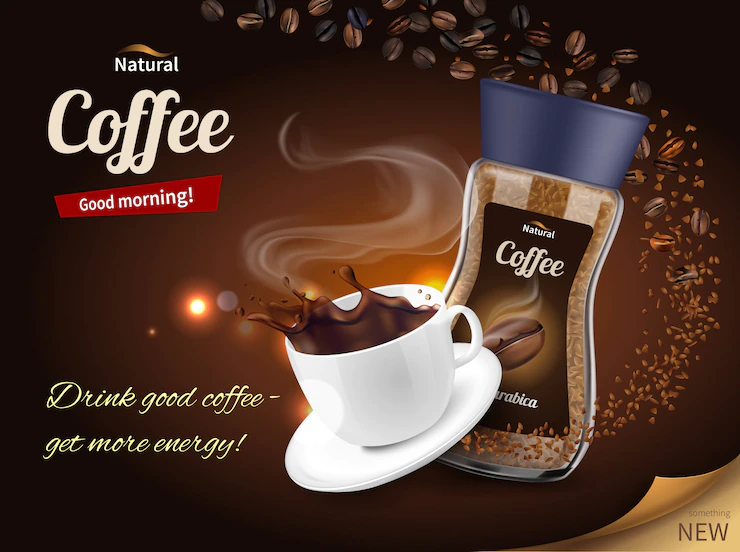 Natural
Coffee
Good morning!
Natural
Coffee
rabica
Drink good coffee -
get more energy!
something
NEW